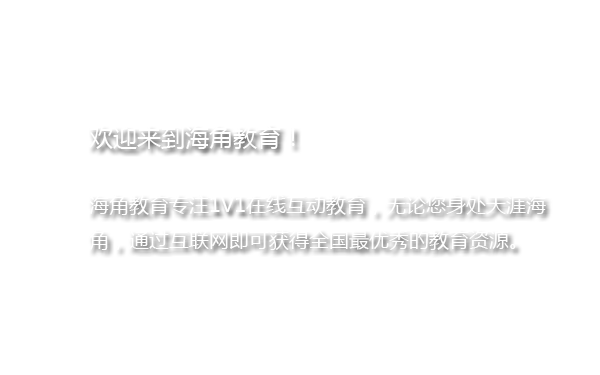 欢迎来到海角教育！
海角教育专注1V1在线互动教育，无论您身处天涯海
角，通过互联网即可获得全国最优秀的教育资源。